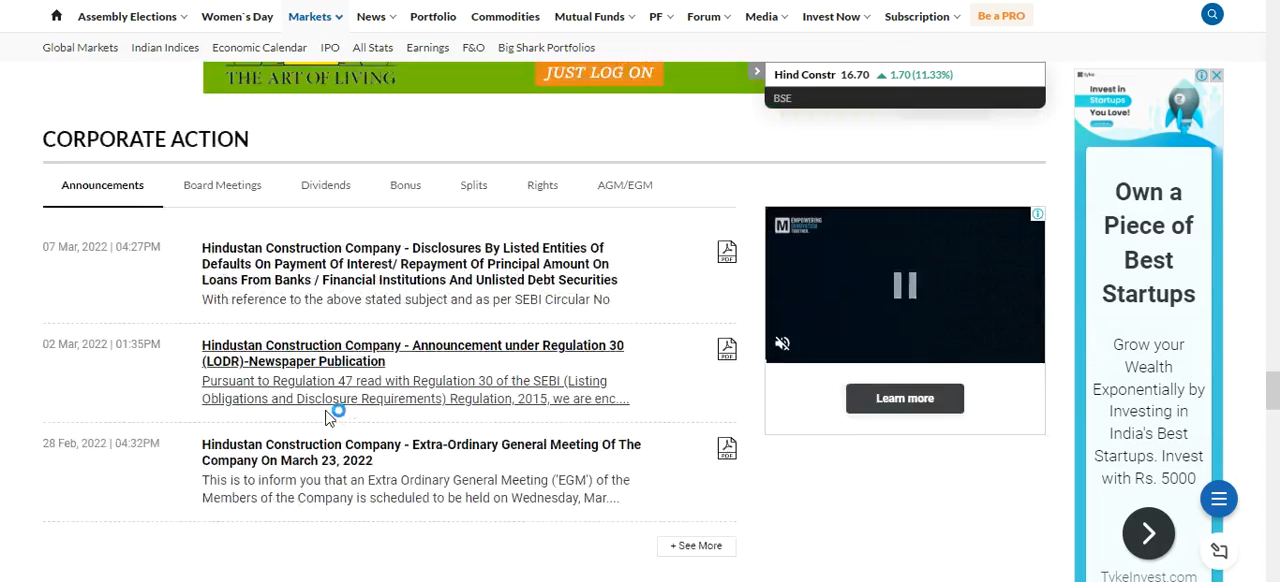 Assembly Elections Women`s Day Markets News Portfolio Commodities Mutual Funds PF Forum Media Invest Now Subscription Be a PRO
Global Markets Indian Indices Economic Calendar IPO All Stats Earnings F&O Big Shark Portfolios
THE ART OF LIVING
JUST LOG ON
Hind Constr 16.70 1.70 (11.33%)
BSE
CORPORATE ACTION
Announcements Board Meetings Dividends Bonus Splits Rights AGM/EGM
07 Mar, 2022 | 04:27PM
Hindustan Construction Company - Disclosures By Listed Entities Of
Defaults On Payment Of Interest/ Repayment Of Principal Amount On
Loans From Banks / Financial Institutions And Unlisted Debt Securities
With reference to the above stated subject and as per SEBI Circular No
PDF
02 Mar, 2022 | 01:35PM
Hindustan Construction Company - Announcement under Regulation 30
(LODR)-Newspaper Publication
Pursuant to Regulation 47 read with Regulation 30 of the SEBI (Listing
Obligations and Disclosure Requirements) Regulation, 2015, we are enc....
PDF
28 Feb, 2022 | 04:32PM
Hindustan Construction Company - Extra-Ordinary General Meeting Of The
Company On March 23, 2022
This is to inform you that an Extra Ordinary General Meeting ('EGM') of the
Members of the Company is scheduled to be held on Wednesday, Mar....
PDF
+ See More
M EMPOWERING
INNOVATION
TOGETHER
Learn more
tyke
Invest in
Startups
You Love!
Own a
Piece of
Best
Startups
Grow your
Wealth
Exponentially by
Investing in
India's Best
Startups. Invest
with Rs. 5000
TykeInvest.com